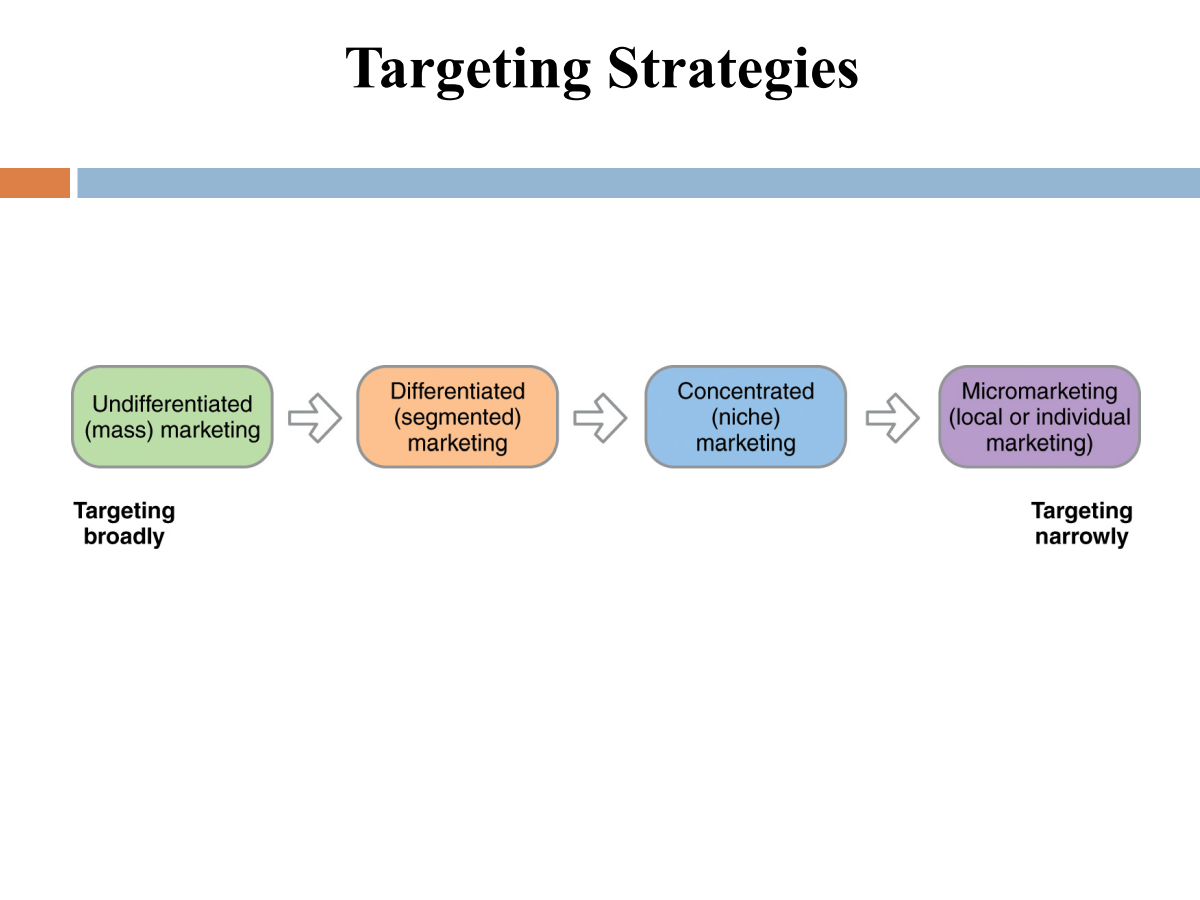 Targeting Strategies
Undifferentiated
(mass) marketing
Differentiated
(segmented)
marketing
Concentrated
(niche)
marketing
Micromarketing
(local or individual
marketing)
Targeting
broadly
Targeting
narrowly